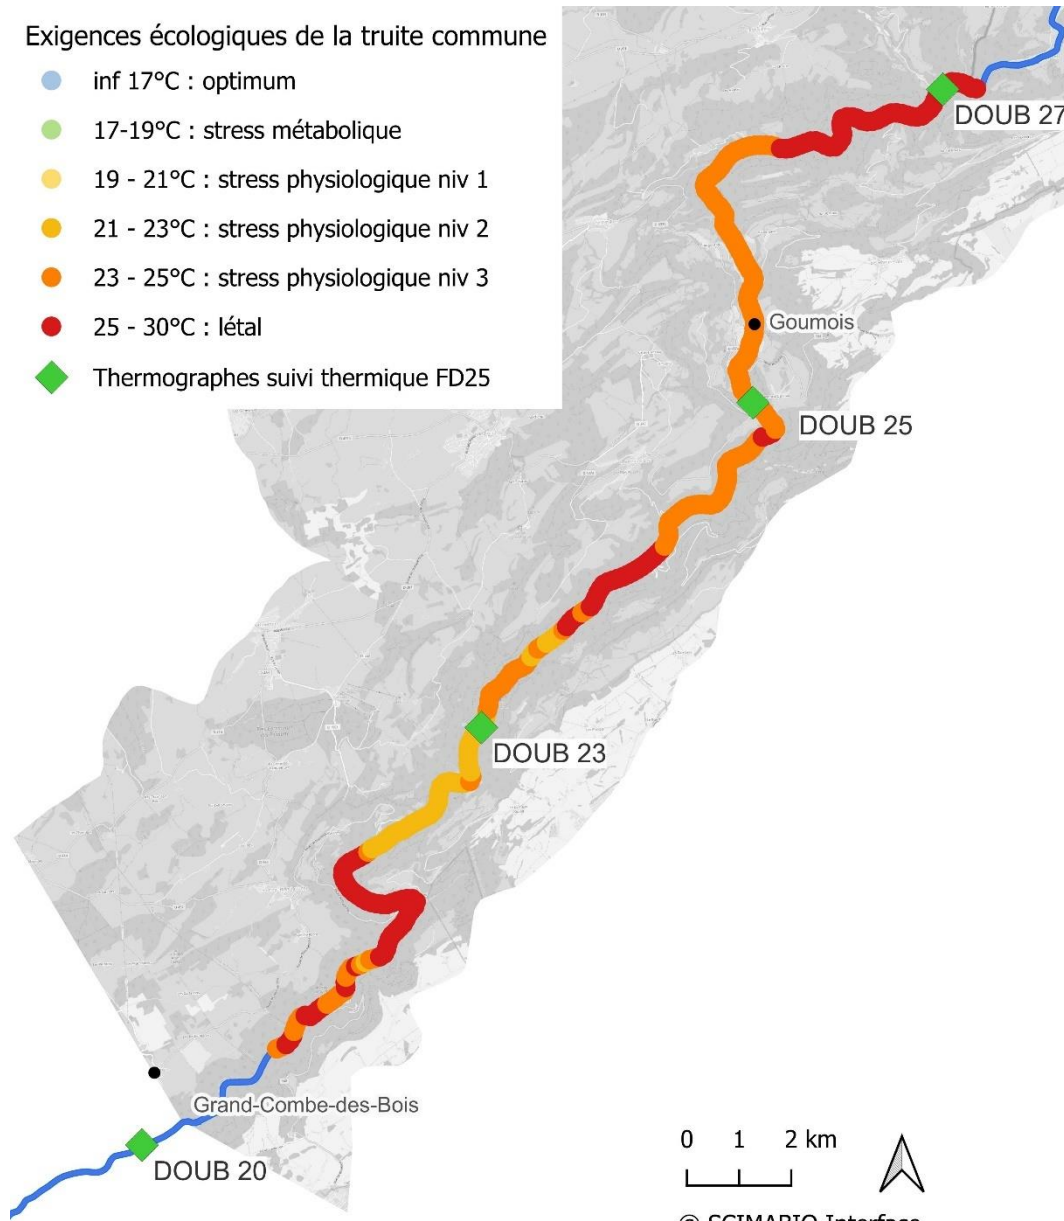 Exigences écologiques de la truite commune
inf 17°C : optimum
17-19°C : stress métabolique
19 - 21°C : stress physiologique niv 1
21 - 23°C : stress physiologique niv 2
23 - 25°C : stress physiologique niv 3
25 - 30°C : létal
Thermographes suivi thermique FD25
DOUB 27
Goumois
DOUB 25
DOUB 23
Grand-Combe-des-Bois
DOUB 20
0 1 2 km